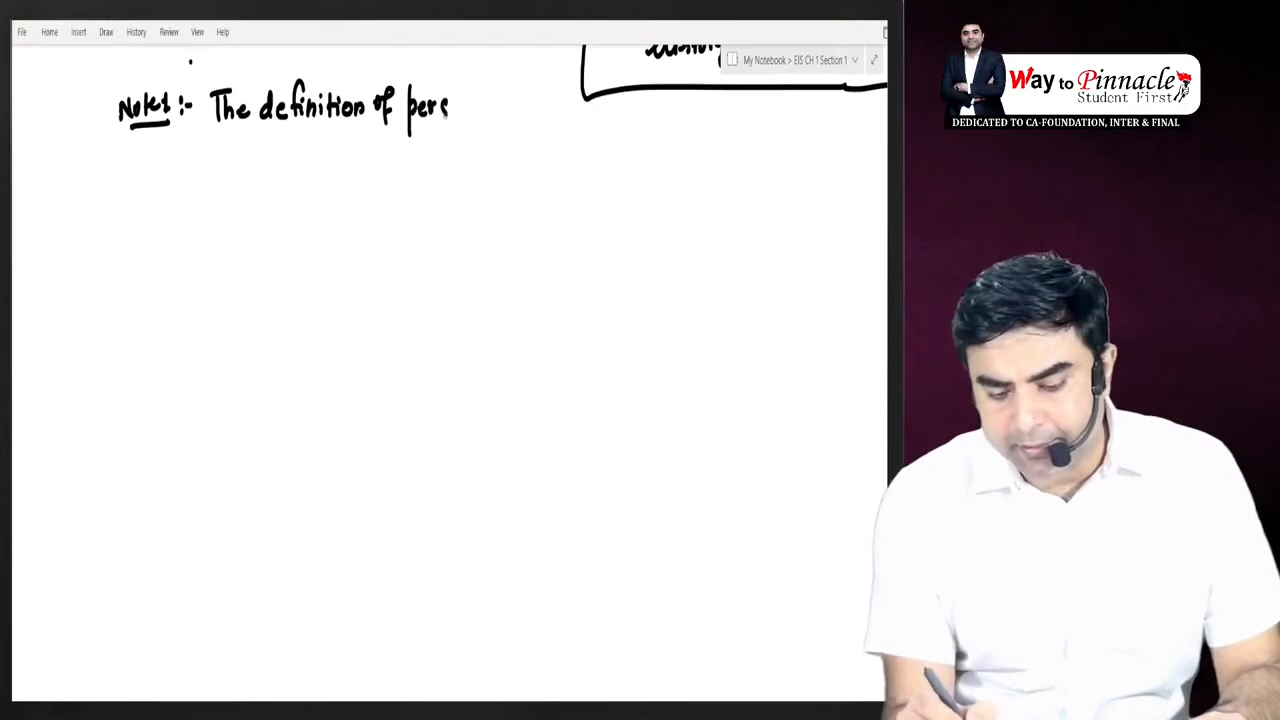 File Home Insert Draw History Review View Help
My Notebook > EIS CH 1 Section 1
Note1 :- The definition of pers
Way to Pinnacle
Student First
DEDICATED TO CA-FOUNDATION, INTER & FINAL